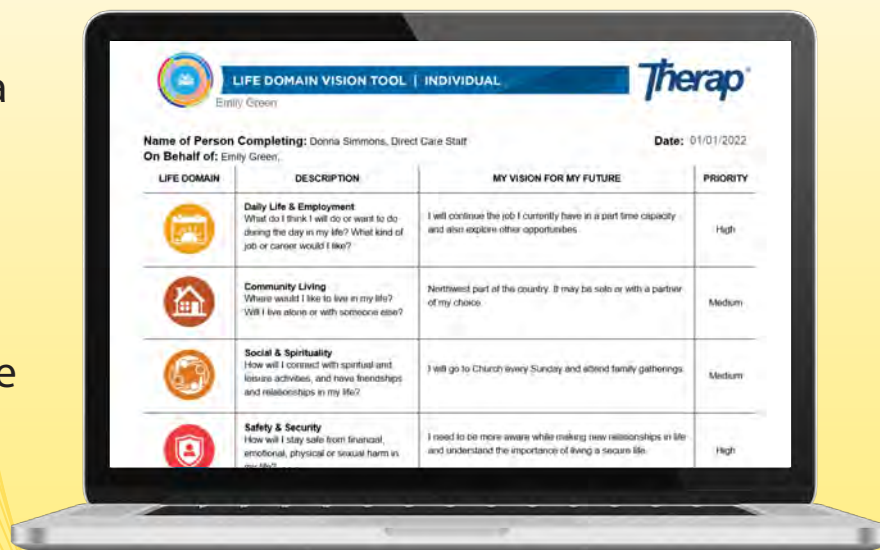 a
e
LIFE DOMAIN VISION TOOL | INDIVIDUAL
Therap
Emily Green
Name of Person Completing: Donna Simmons, Direct Care Staff
Date: 01/01/2022
On Behalf of: Emily Green.
LIFE DOMAIN DESCRIPTION MY VISION FOR MY FUTURE PRIORITY
Daily Life & Employment
What do I think I will do or want to do
during the day in my life? What kind of
job or career would I like?
I will continue the job I currently have in a part time capacity
and also explore other opportunities.
High
Community Living
Where would I like to live in my life?
Will I live alone or with someone else?
Northwest part of the country. It may be solo or with a partner
of my choice.
Medium
Social & Spirituality
How will I connect with spiritual and
leisure activities, and have friendships
and relationships in my life?
I will go to Church every Sunday and attend family gatherings.
Medium
Safety & Security
How will I stay safe from financial,
emotional, physical or sexual harm in
my life?
I need to be more aware while making new relationships in life
and understand the importance of living a secure life.
High